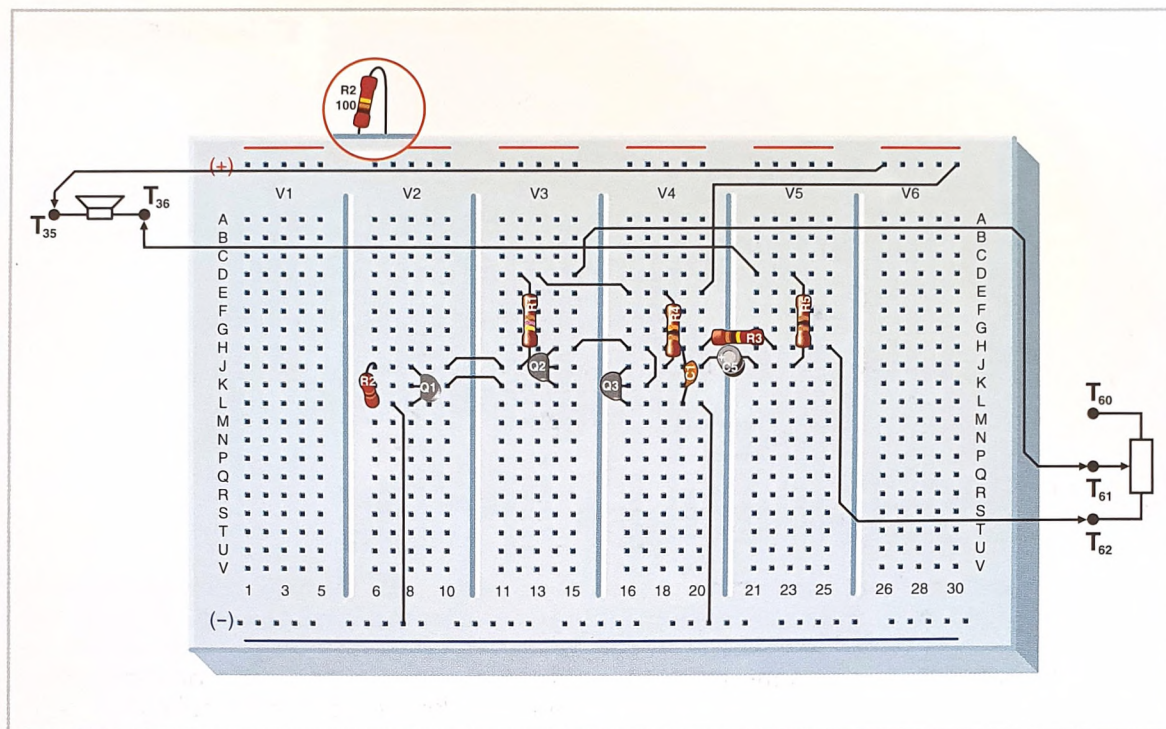 R2
100
(+)
V1 V2 V3 V4 V5 V6
T36
T35
A A
B B
C C
D D
E E
F F
G G
H H
J J
K K
L L
M M
N N
P P
Q Q
R R
S S
T T
U U
V V
R1
R4
R5
R3
Q2
C5
R2
Q1
Q3
C1
T60
T61
T62
1 3 5 6 8 10 11 13 15 16 18 20 21 23 25 26 28 30
(-)